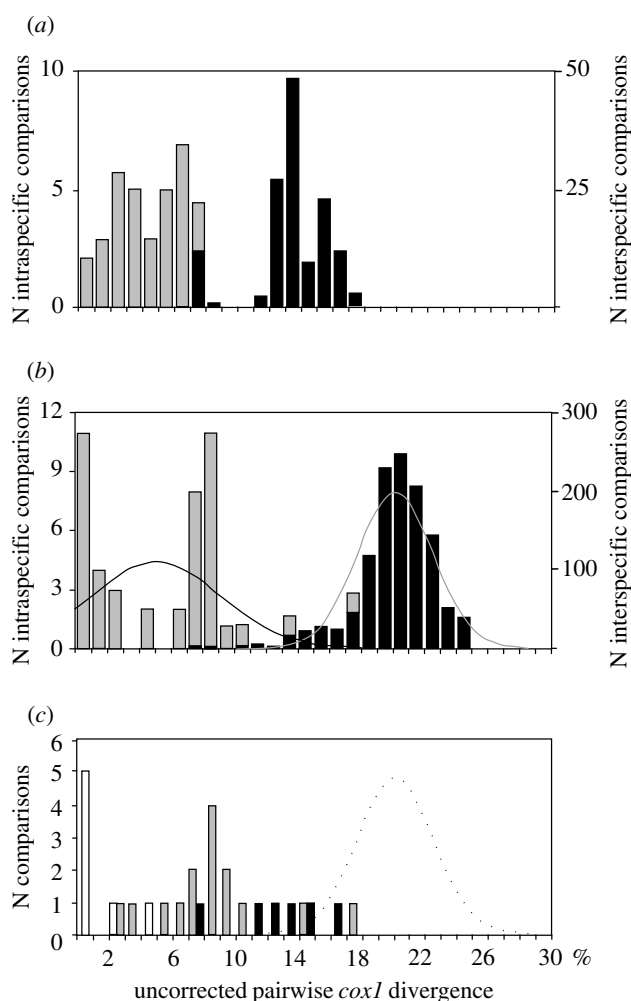 (a)
N intraspecific comparisons
10
5
0
50
25
0
N interspecific comparisons
(b)
N intraspecific comparisons
12
9
6
3
0
300
200
100
0
N interspecific comparisons
(c)
N comparisons
6
5
4
3
2
1
0
2 6 10 14 18 22 26 30 %
uncorrected pairwise cox1 divergence